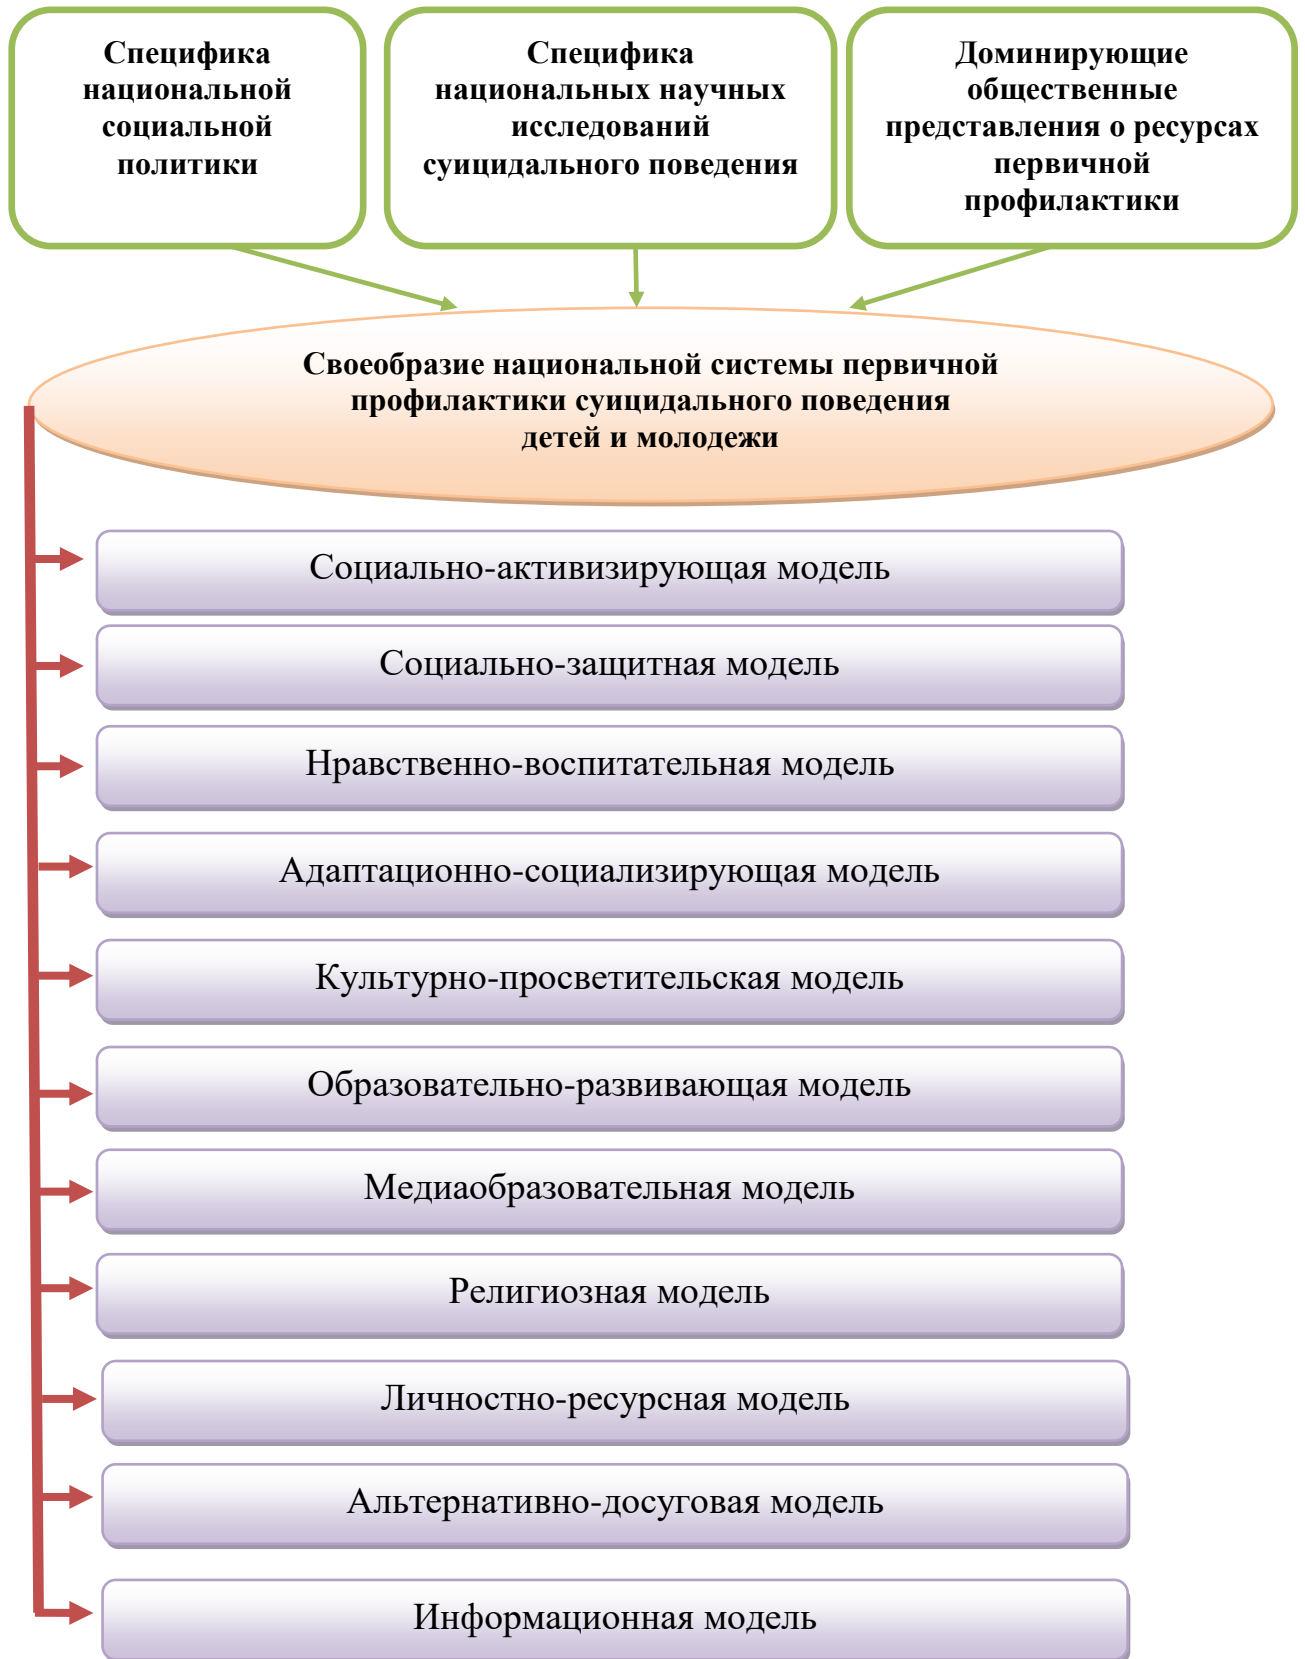 Специфика
национальной
социальной
политики
Специфика
национальных научных
исследований
суицидального поведения
Доминирующие
общественные
представления о ресурсах
первичной
профилактики
Своеобразие национальной системы первичной
профилактики суицидального поведения
детей и молодежи
Социально-активизирующая модель
Социально-защитная модель
Нравственно-воспитательная модель
Адаптационно-социализирующая модель
Культурно-просветительская модель
Образовательно-развивающая модель
Медиаобразовательная модель
Религиозная модель
Личностно-ресурсная модель
Альтернативно-досуговая модель
Информационная модель